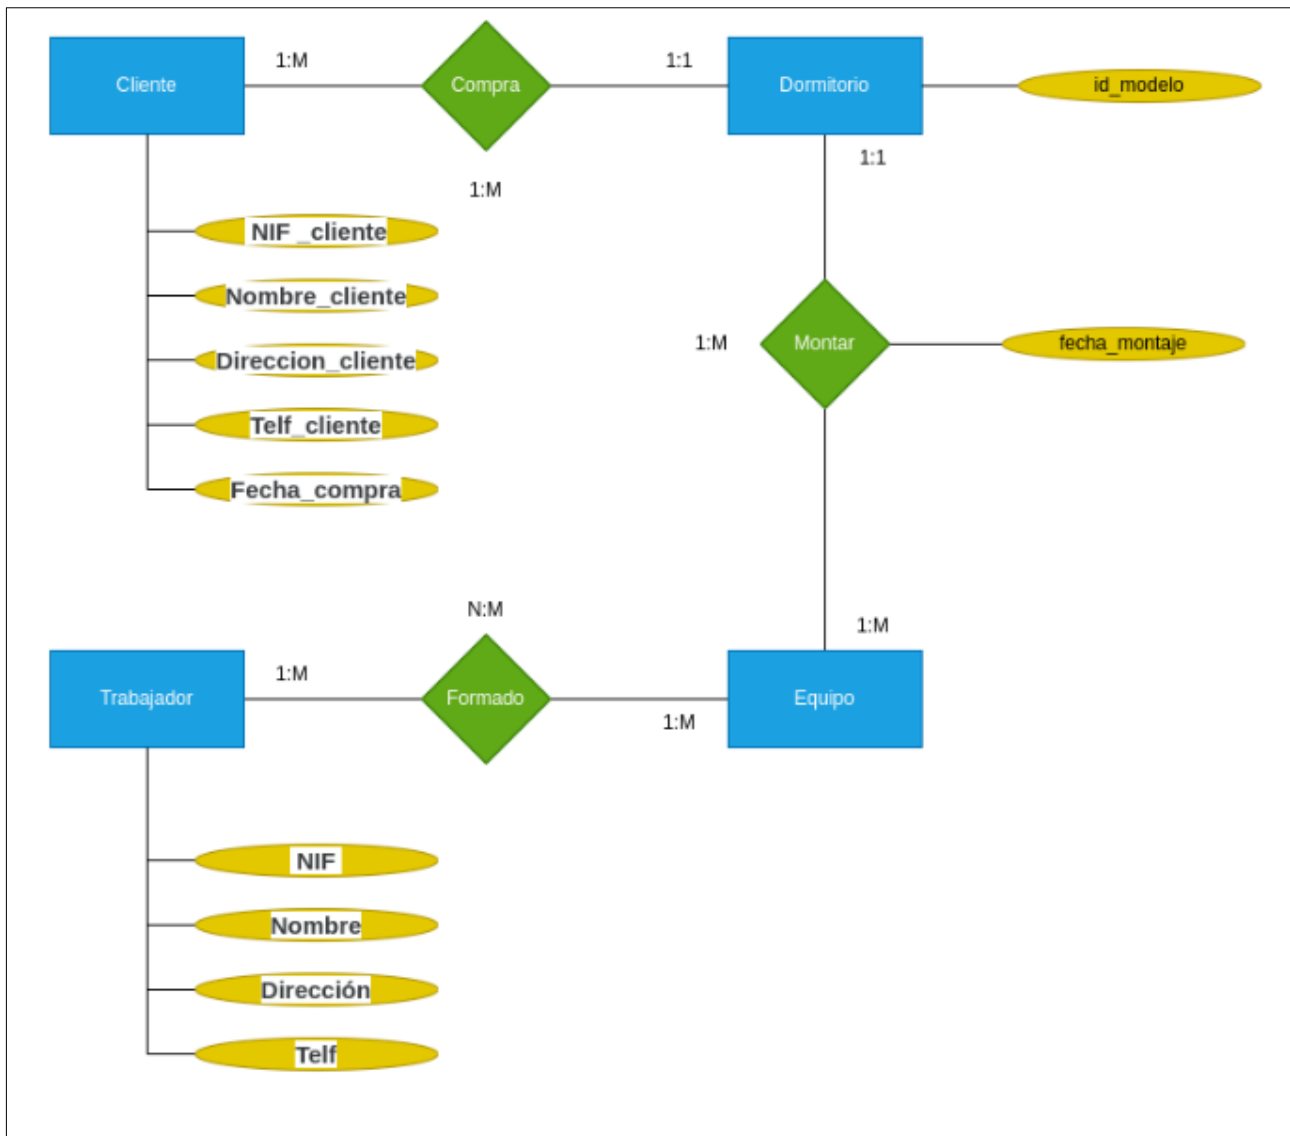 1:M
1:1
Cliente
Compra
Dormitorio
id_modelo
1:1
1:M
NIF _cliente
Nombre_cliente
1:M
Montar
fecha_montaje
Direccion_cliente
Telf_cliente
Fecha_compra
N:M
1:M
1:M
Trabajador
Formado
Equipo
1:M
NIF
Nombre
Dirección
Telf